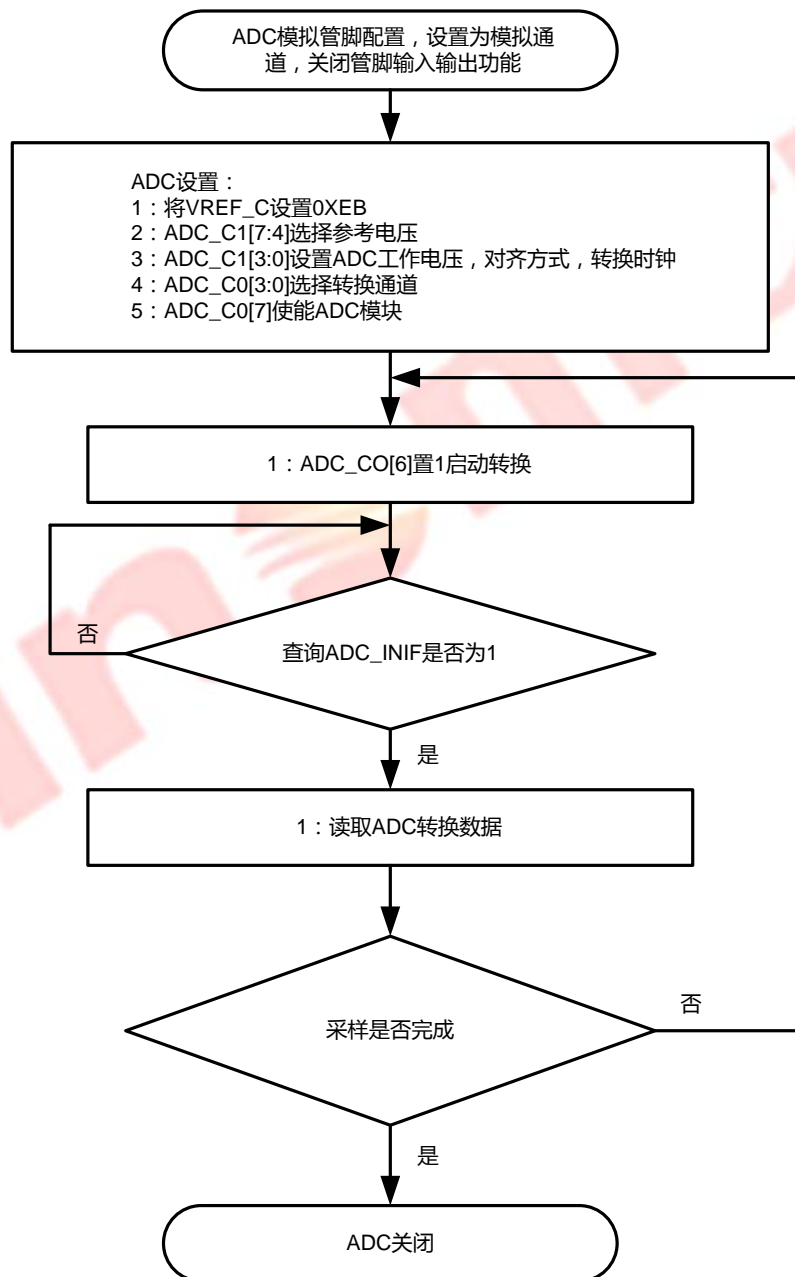 ADC模拟管脚配置，设置为模拟通
道，关闭管脚输入输出功能
ADC设置：
1：将VREF_C设置0XEB
2：ADC_C1[7:4]选择参考电压
3：ADC_C1[3:0]设置ADC工作电压，对齐方式，转换时钟
4：ADC_C0[3:0]选择转换通道
5：ADC_C0[7]使能ADC模块
1：ADC_CO[6]置1启动转换
否
查询ADC_INIF是否为1
是
1：读取ADC转换数据
采样是否完成
否
是
ADC关闭